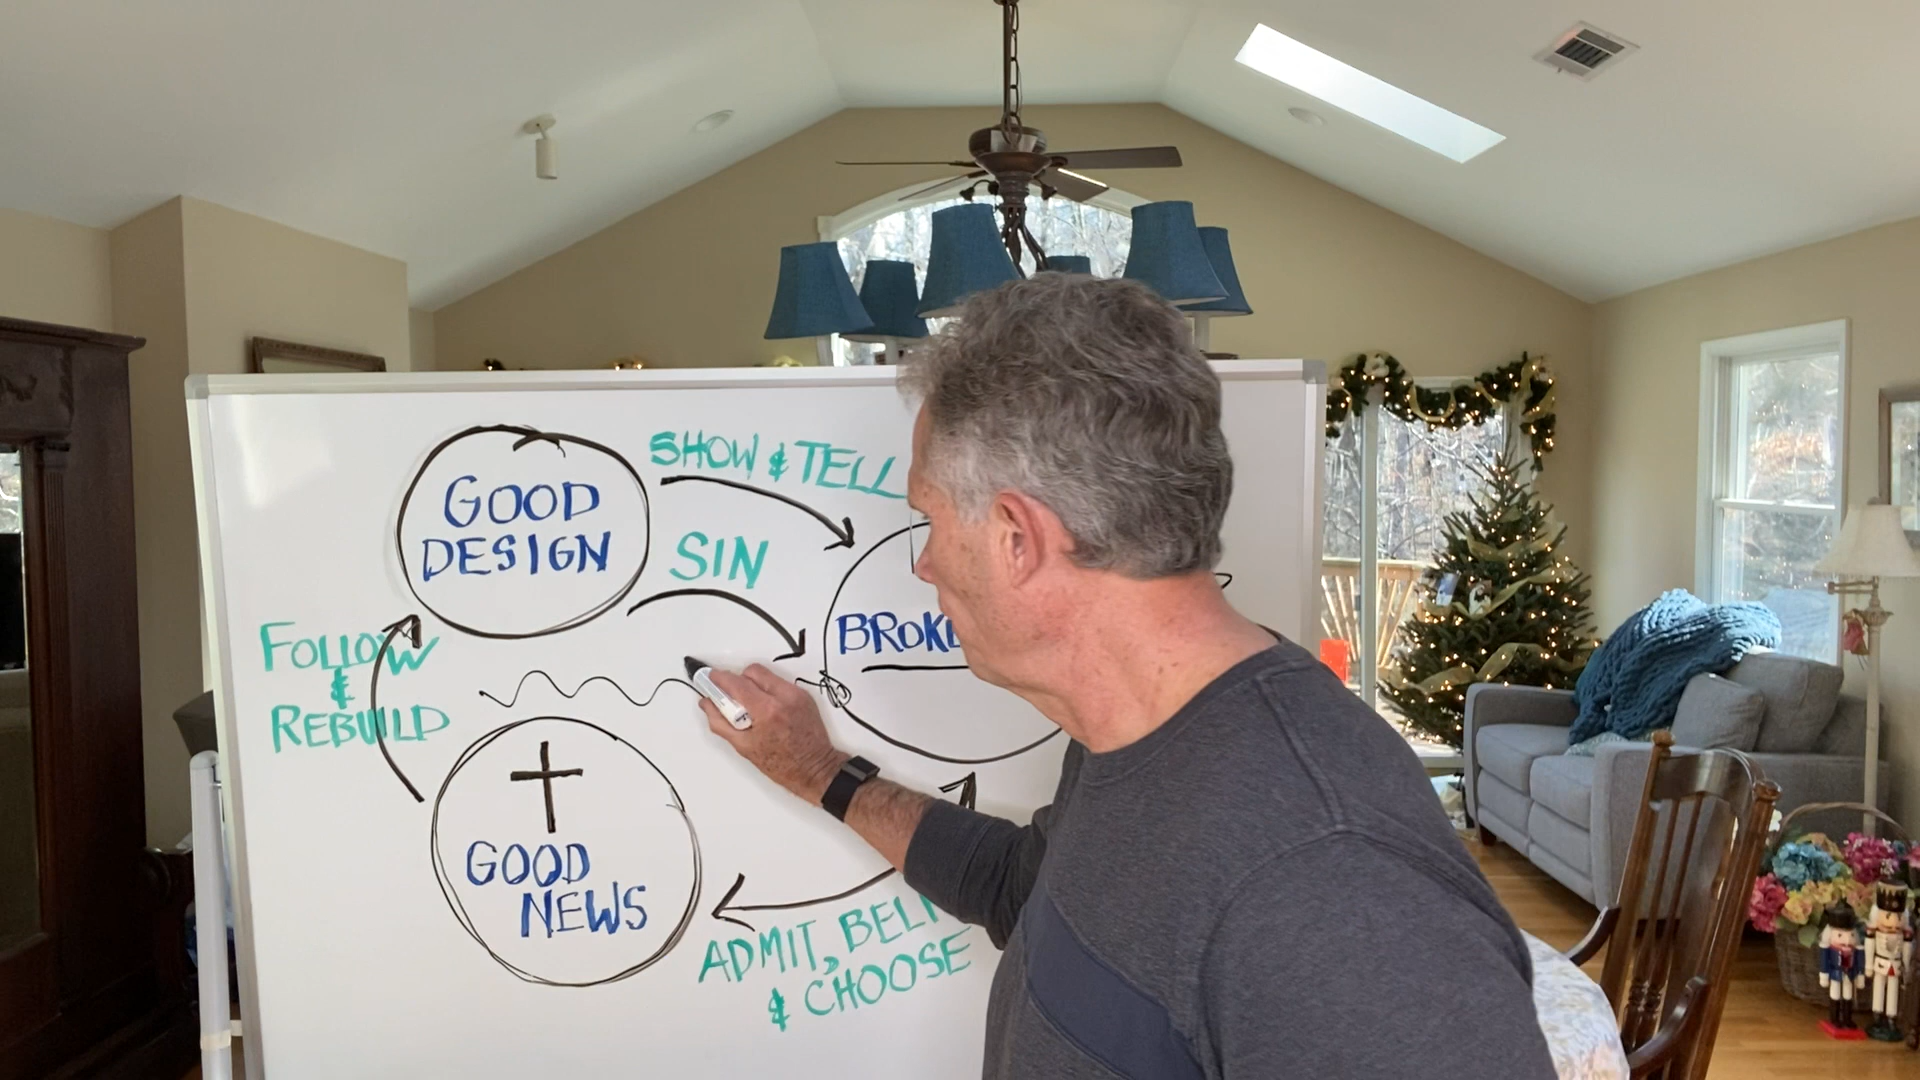 GOOD
DESIGN
SHOW & TELL
SIN
FOLLOW
&
REBUILD
GOOD
NEWS
ADMIT,
& CHOOSE